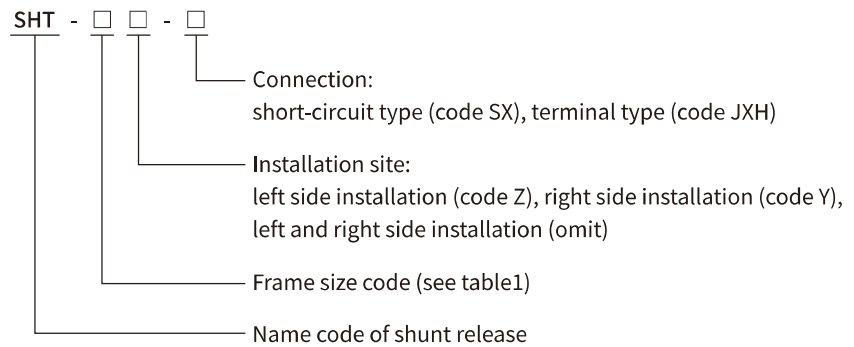 SHT - □ □ - □
Connection:
short-circuit type (code SX), terminal type (code JXH)
Installation site:
left side installation (code Z), right side installation (code Y),
left and right side installation (omit)
Frame size code (see table1)
Name code of shunt release